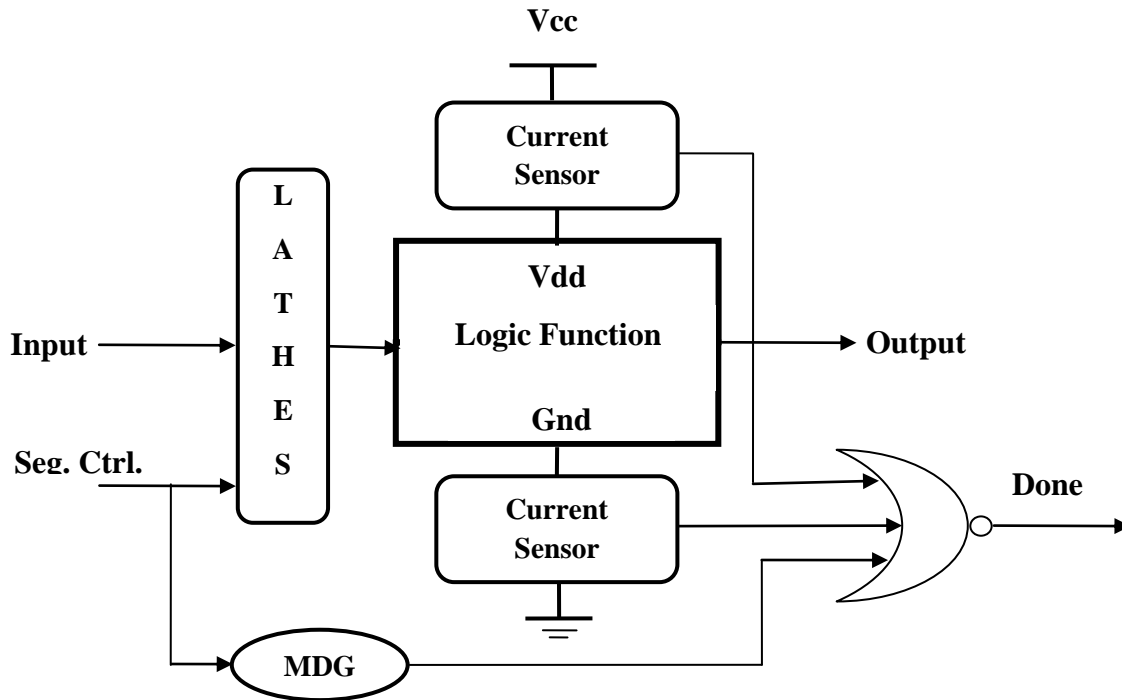 Vcc
Current
Sensor
L
A
T
H
E
S
Vdd
Logic Function
Gnd
Input
Output
Seg. Ctrl.
Current
Sensor
Done
MDG